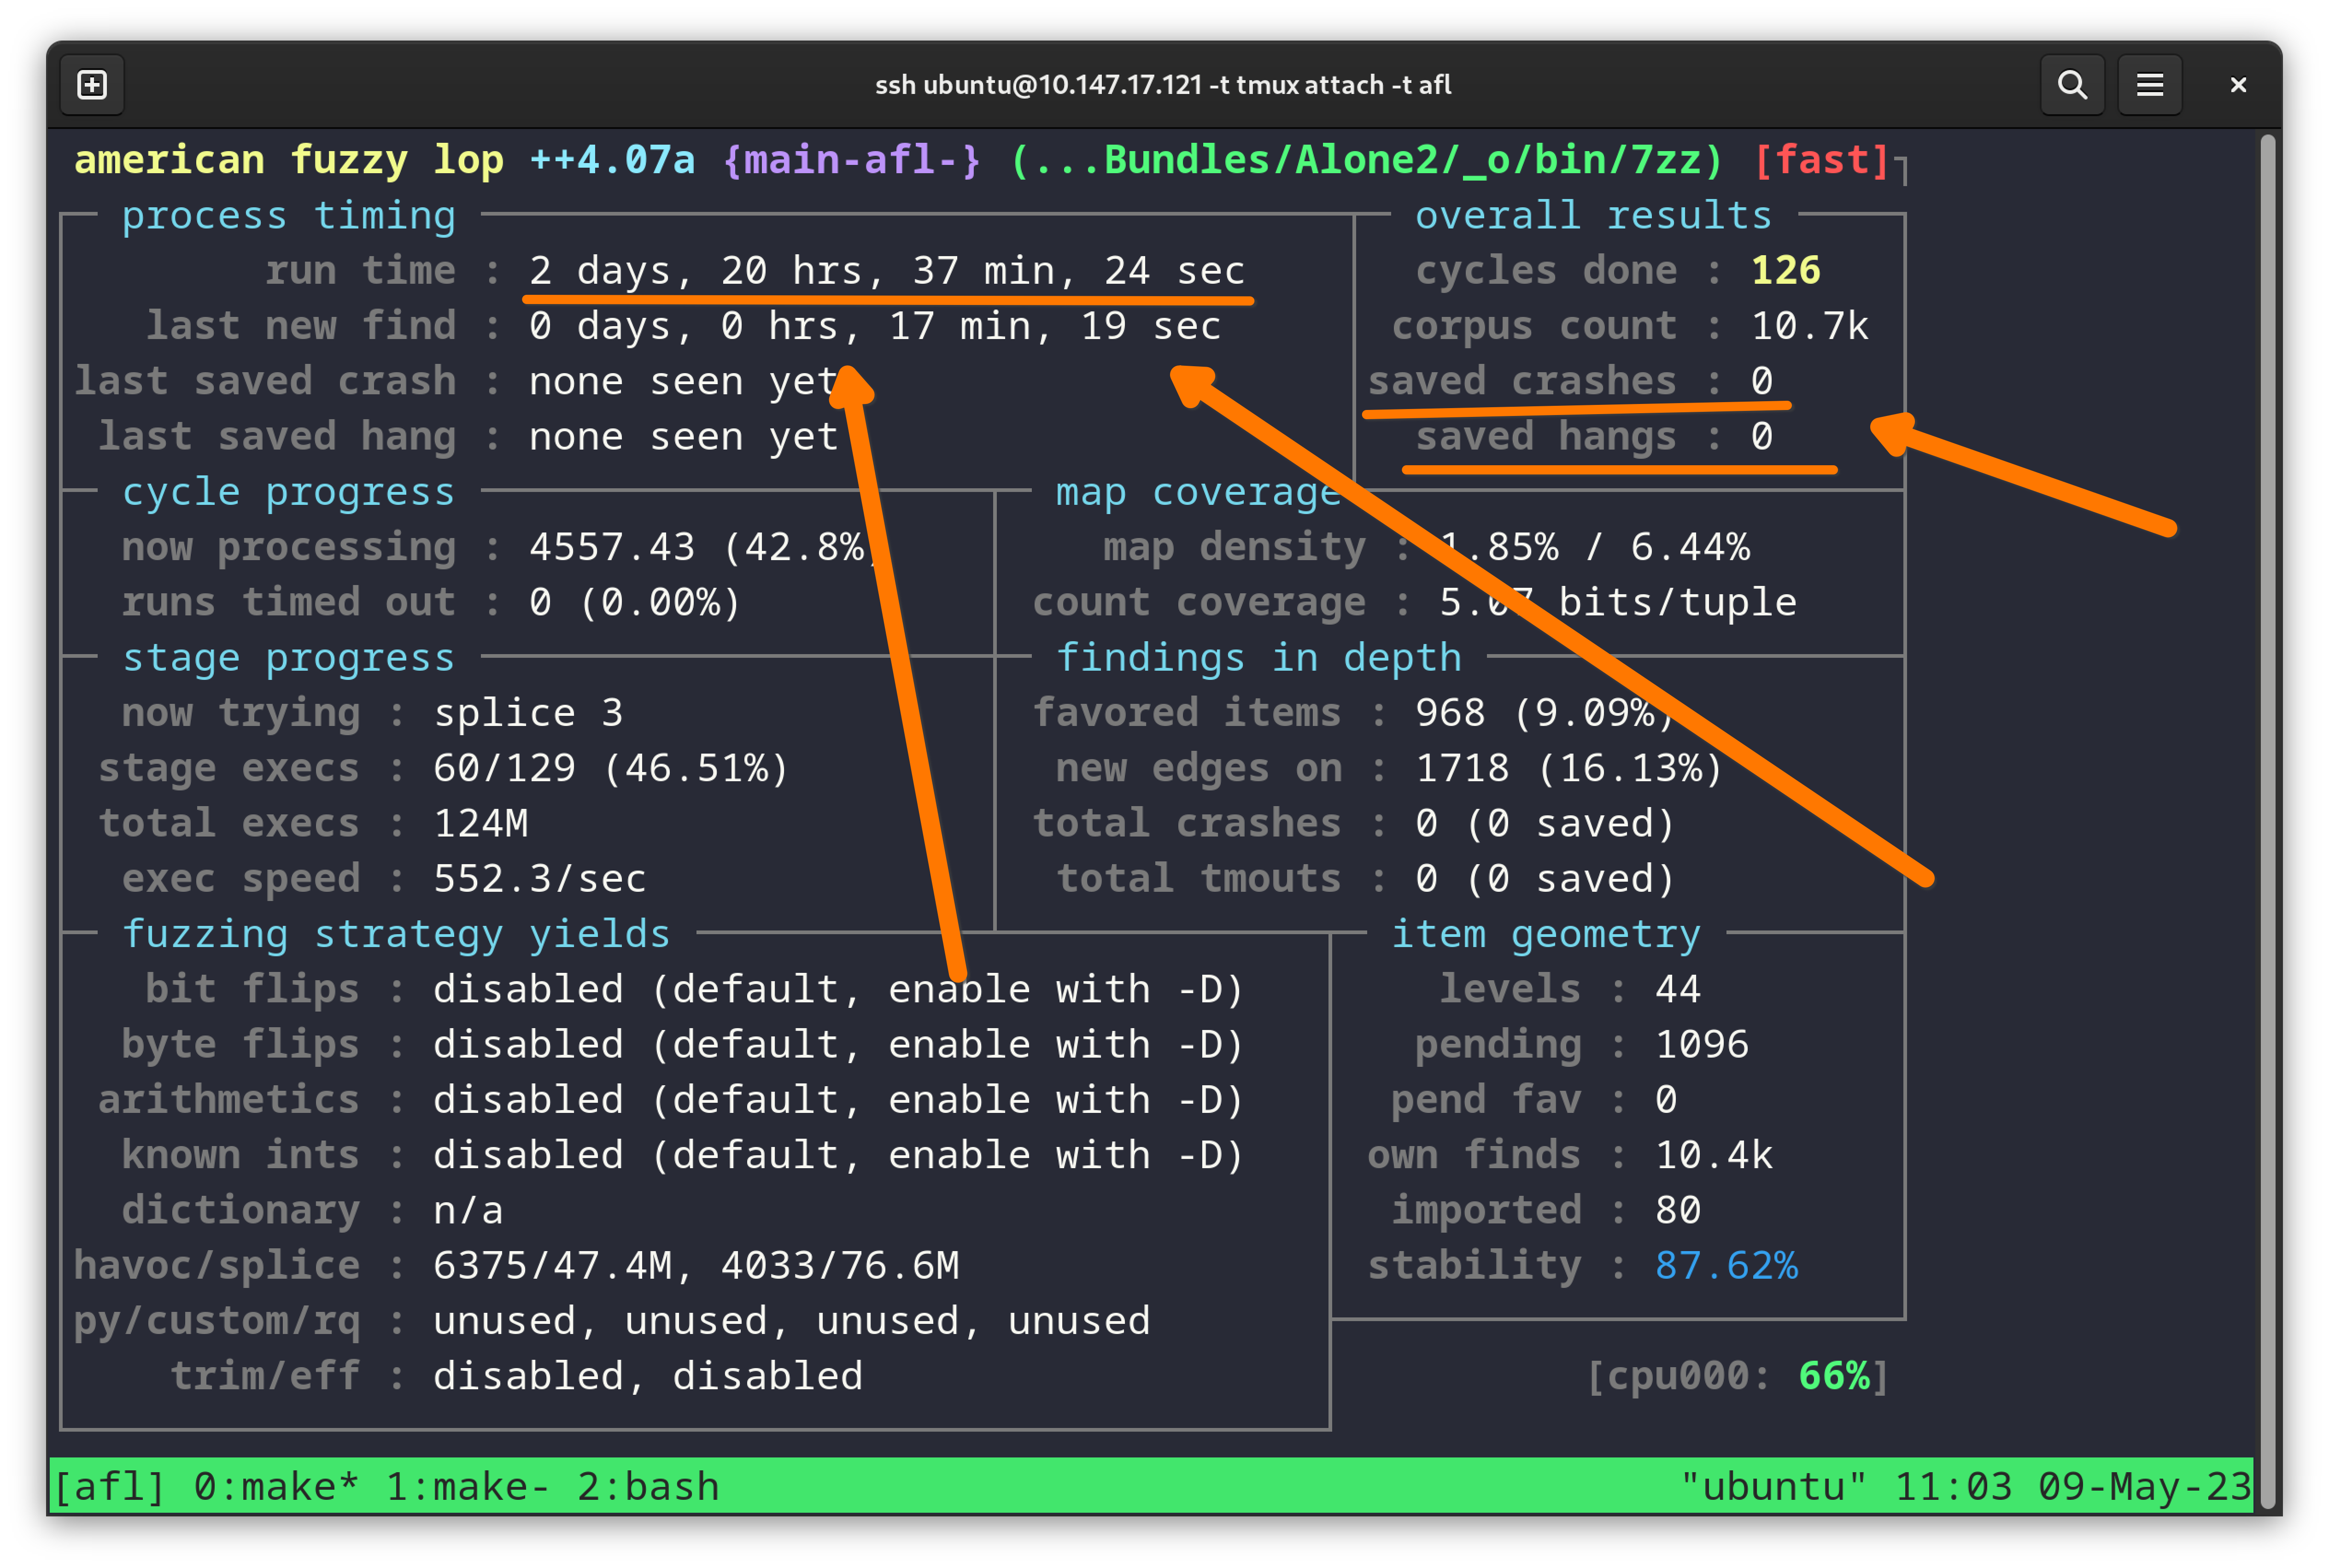 ssh ubuntu@10.147.17.121 -t tmux attach -t afl
american fuzzy lop ++4.07a {main-afl-} (...Bundles/Alone2/_o/bin/7zz) [fast]
process timing overall results
run time : 2 days, 20 hrs, 37 min, 24 sec cycles done : 126
last new find : 0 days, 0 hrs, 17 min, 19 sec corpus count : 10.7k
last saved crash : none seen yet saved crashes : 0
last saved hang : none seen yet saved hangs : 0
cycle progress map coverage
now processing : 4557.43 (42.8%) map density : 1.85% / 6.44%
runs timed out : 0 (0.00%) count coverage : 5.07 bits/tuple
stage progress findings in depth
now trying : splice 3 favored items : 968 (9.09%)
stage execs : 60/129 (46.51%) new edges on : 1718 (16.13%)
total execs : 124M total crashes : 0 (0 saved)
exec speed : 552.3/sec total tmouts : 0 (0 saved)
fuzzing strategy yields item geometry
bit flips : disabled (default, enable with -D) levels : 44
byte flips : disabled (default, enable with -D) pending : 1096
arithmetics : disabled (default, enable with -D) pend fav : 0
known ints : disabled (default, enable with -D) own finds : 10.4k
dictionary : n/a imported : 80
havoc/splice : 6375/47.4M, 4033/76.6M stability : 87.62%
py/custom/rq : unused, unused, unused, unused
trim/eff : disabled, disabled [cpu000: 66%]
[afl] 0:make* 1:make- 2:bash "ubuntu" 11:03 09-May-23